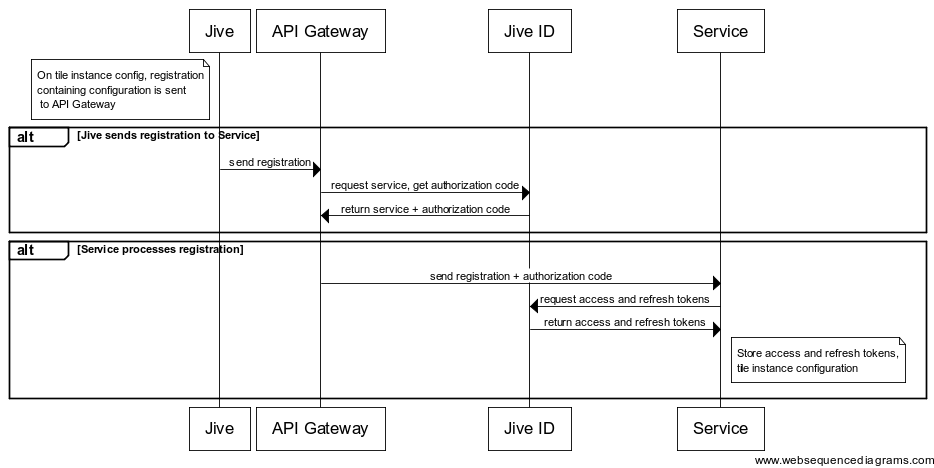 Jive
API Gateway
Jive ID
Service
On tile instance config, registration
containing configuration is sent
to API Gateway
alt
[Jive sends registration to Service]
send registration
request service, get authorization code
return service + authorization code
alt
[Service processes registration]
send registration + authorization code
request access and refresh tokens
return access and refresh tokens
Store access and refresh tokens,
tile instance configuration
Jive
API Gateway
Jive ID
Service
www.websequencediagrams.com